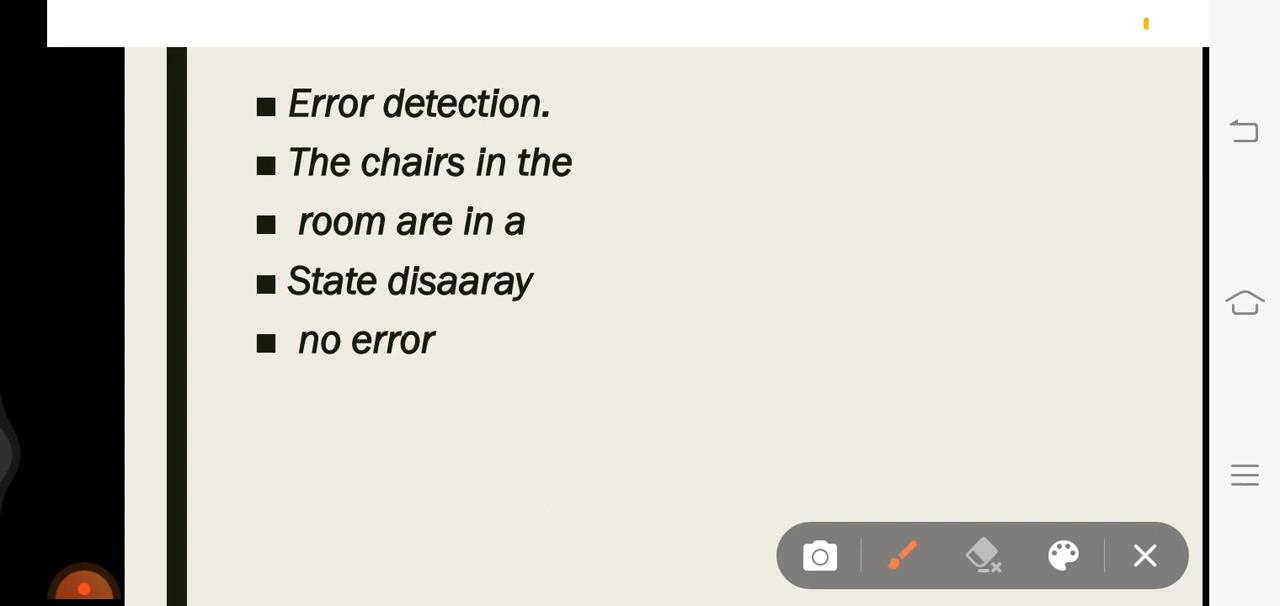 Error detection.
The chairs in the
room are in a
State disaaray
no error